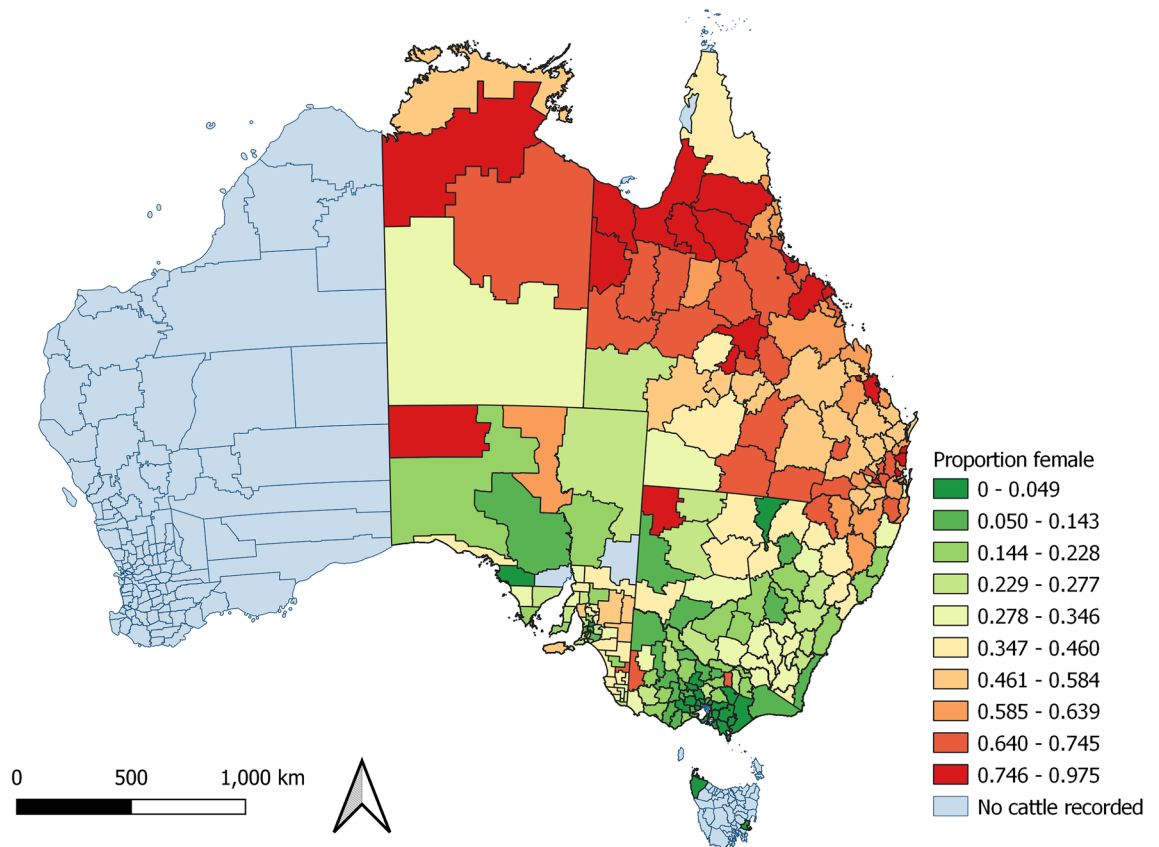 Proportion female
0 - 0.049
0.050 - 0.143
0.144 - 0.228
0.229 - 0.277
0.278 - 0.346
0.347 - 0.460
0.461 - 0.584
0.585 - 0.639
0.640 - 0.745
0.746 - 0.975
No cattle recorded
0 500 1,000 km